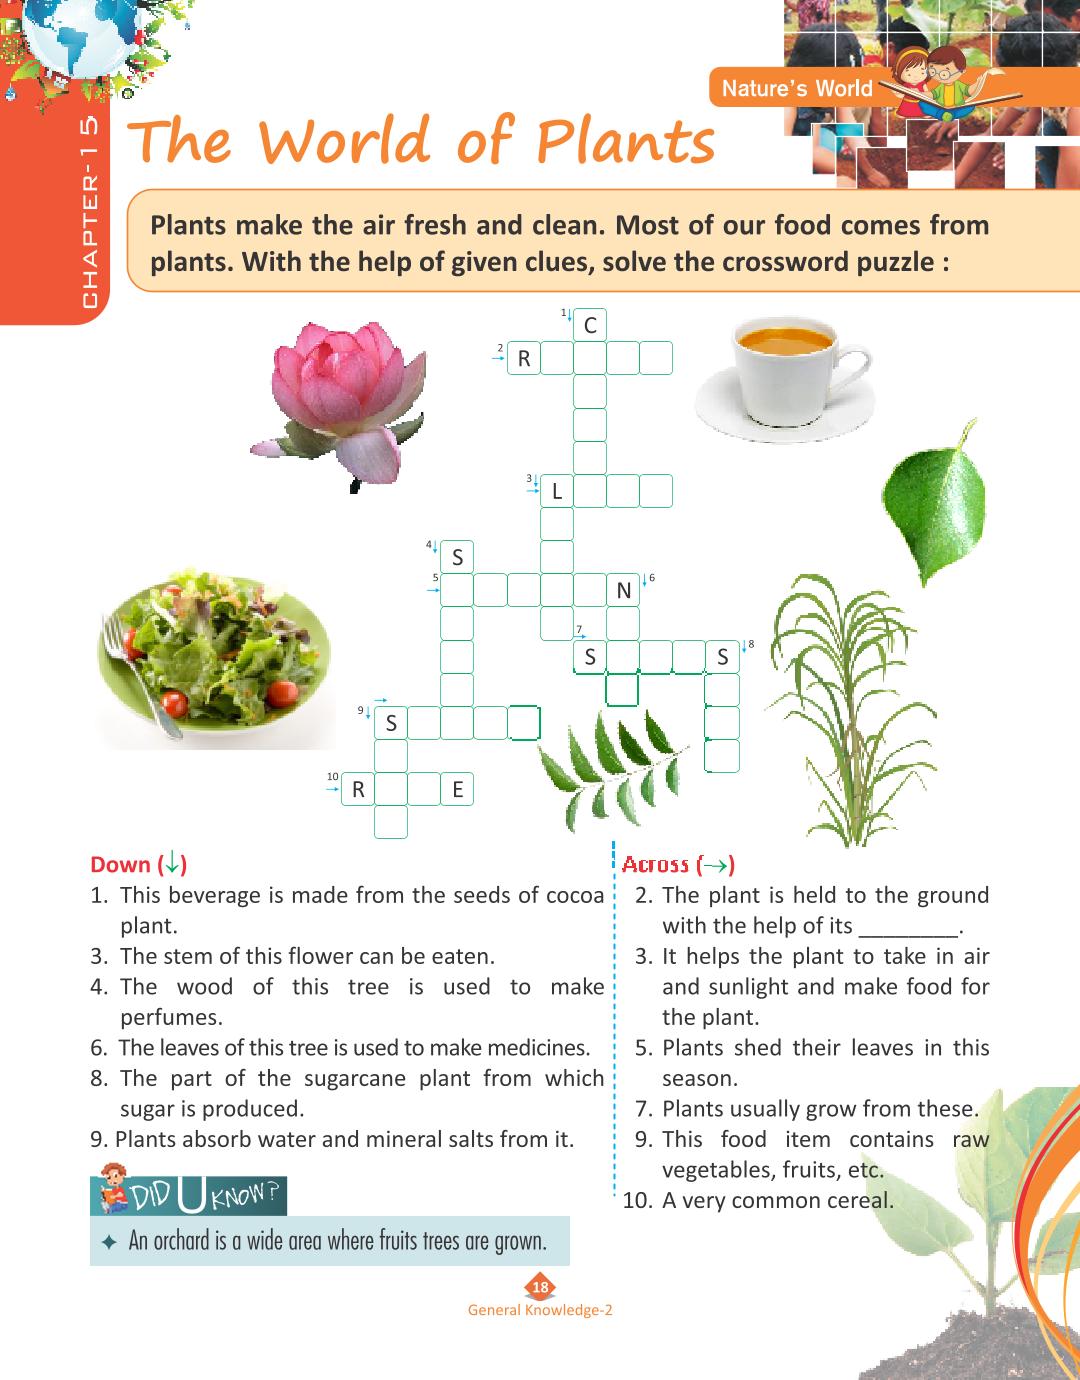 CHAPTER-15
Nature's World
The World of Plants
Plants make the air fresh and clean. Most of our food comes from
plants. With the help of given clues, solve the crossword puzzle :
1 C
2 R
3 L
4 S
5 N 6
7 S S 8
9 S
10 R E
Down (↓)
1. This beverage is made from the seeds of cocoa
plant.
3. The stem of this flower can be eaten.
4. The wood of this tree is used to make
perfumes.
6. The leaves of this tree is used to make medicines.
8. The part of the sugarcane plant from which
sugar is produced.
9. Plants absorb water and mineral salts from it.
Across (→)
2. The plant is held to the ground
with the help of its ________.
3. It helps the plant to take in air
and sunlight and make food for
the plant.
5. Plants shed their leaves in this
season.
7. Plants usually grow from these.
9. This food item contains raw
vegetables, fruits, etc.
10. A very common cereal.
DID U KNOW?
✦ An orchard is a wide area where fruits trees are grown.
18
General Knowledge-2